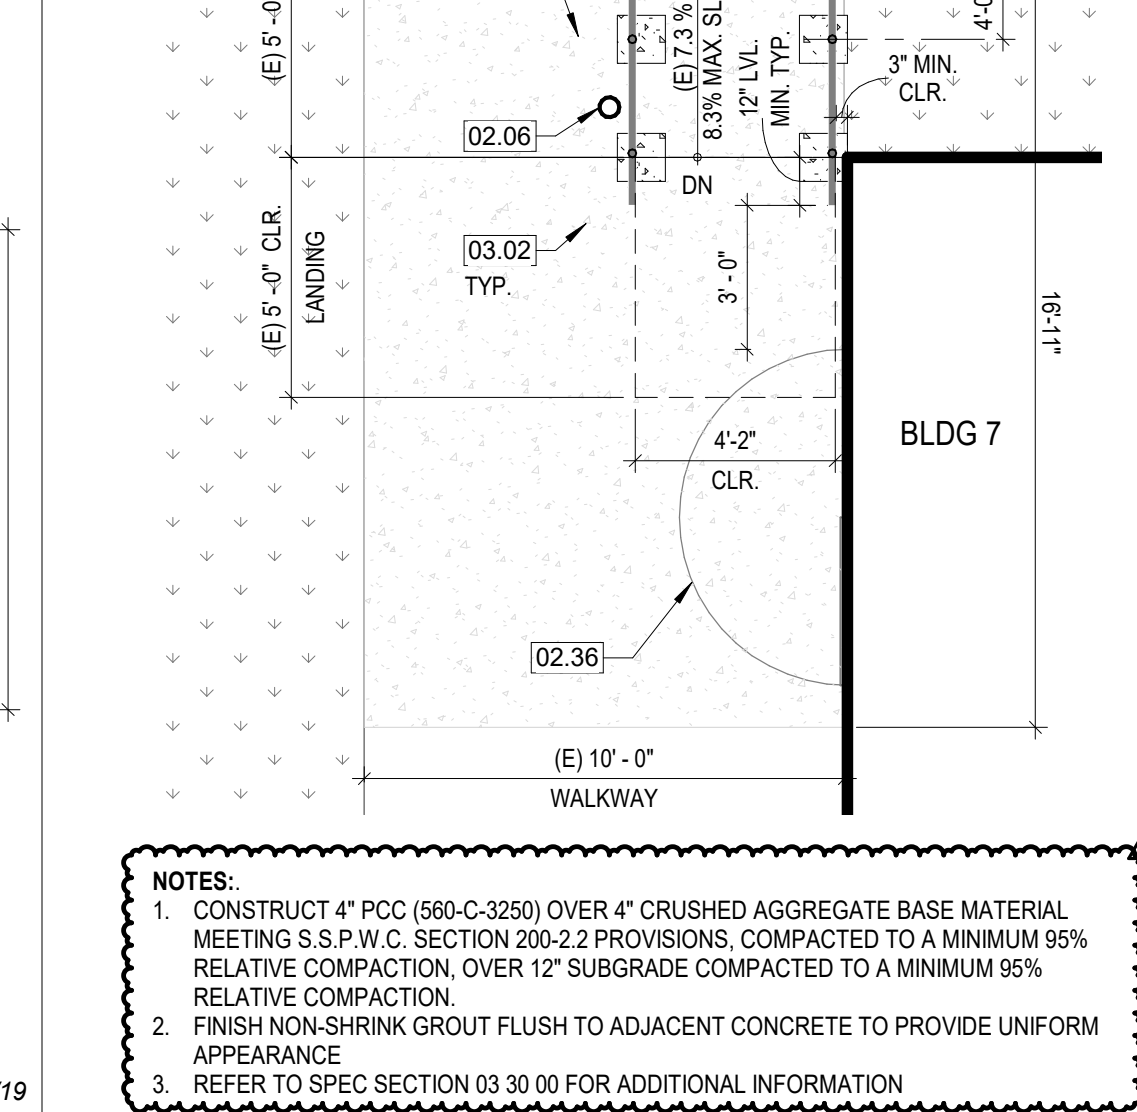 (E) 5' -0
(E) 7.3 %
8.3% MAX. SL
12" LVL.
MIN. TYP.
4'-0
3" MIN.
CLR.
02.06
DN
(E) 5' -0" CLR.
LANDING
03.02
TYP.
3' - 0"
16'-11"
BLDG 7
4'-2"
CLR.
02.36
(E) 10' - 0"
WALKWAY
NOTES:.
1. CONSTRUCT 4" PCC (560-C-3250) OVER 4" CRUSHED AGGREGATE BASE MATERIAL
MEETING S.S.P.W.C. SECTION 200-2.2 PROVISIONS, COMPACTED TO A MINIMUM 95%
RELATIVE COMPACTION, OVER 12" SUBGRADE COMPACTED TO A MINIMUM 95%
RELATIVE COMPACTION.
2. FINISH NON-SHRINK GROUT FLUSH TO ADJACENT CONCRETE TO PROVIDE UNIFORM
APPEARANCE
3. REFER TO SPEC SECTION 03 30 00 FOR ADDITIONAL INFORMATION
/19